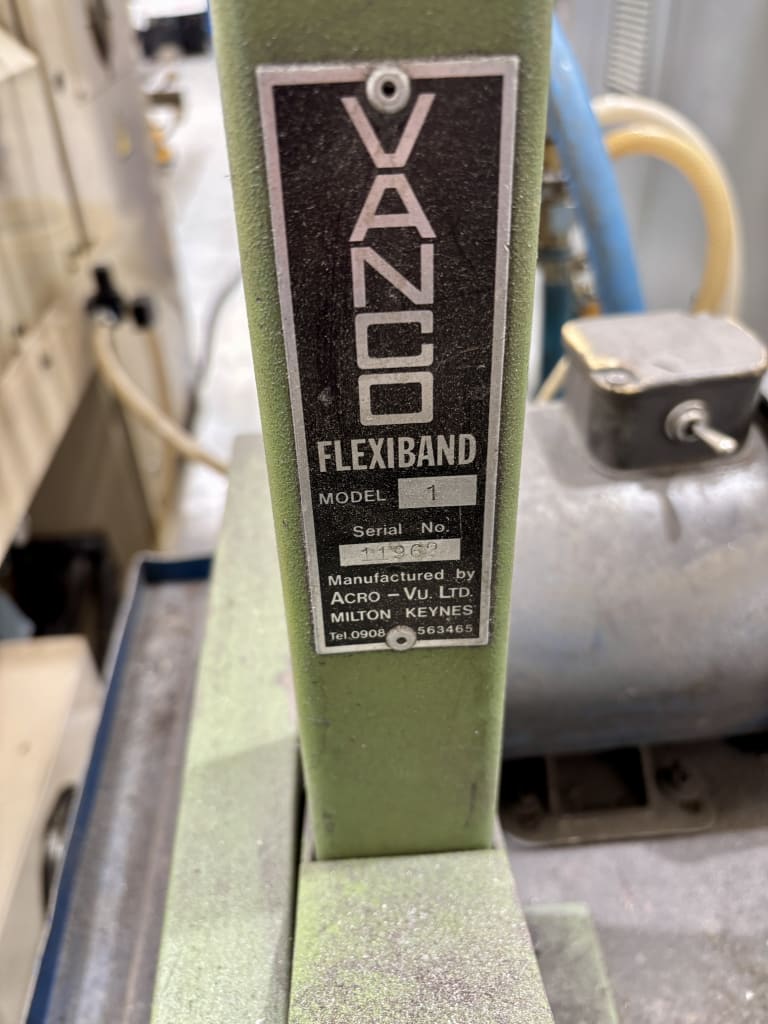 VANCO
FLEXIBAND
MODEL 1
Serial No.
Manufactured by
ACRO - VU. LTD.
MILTON KEYNES
Tel. 0908 563465